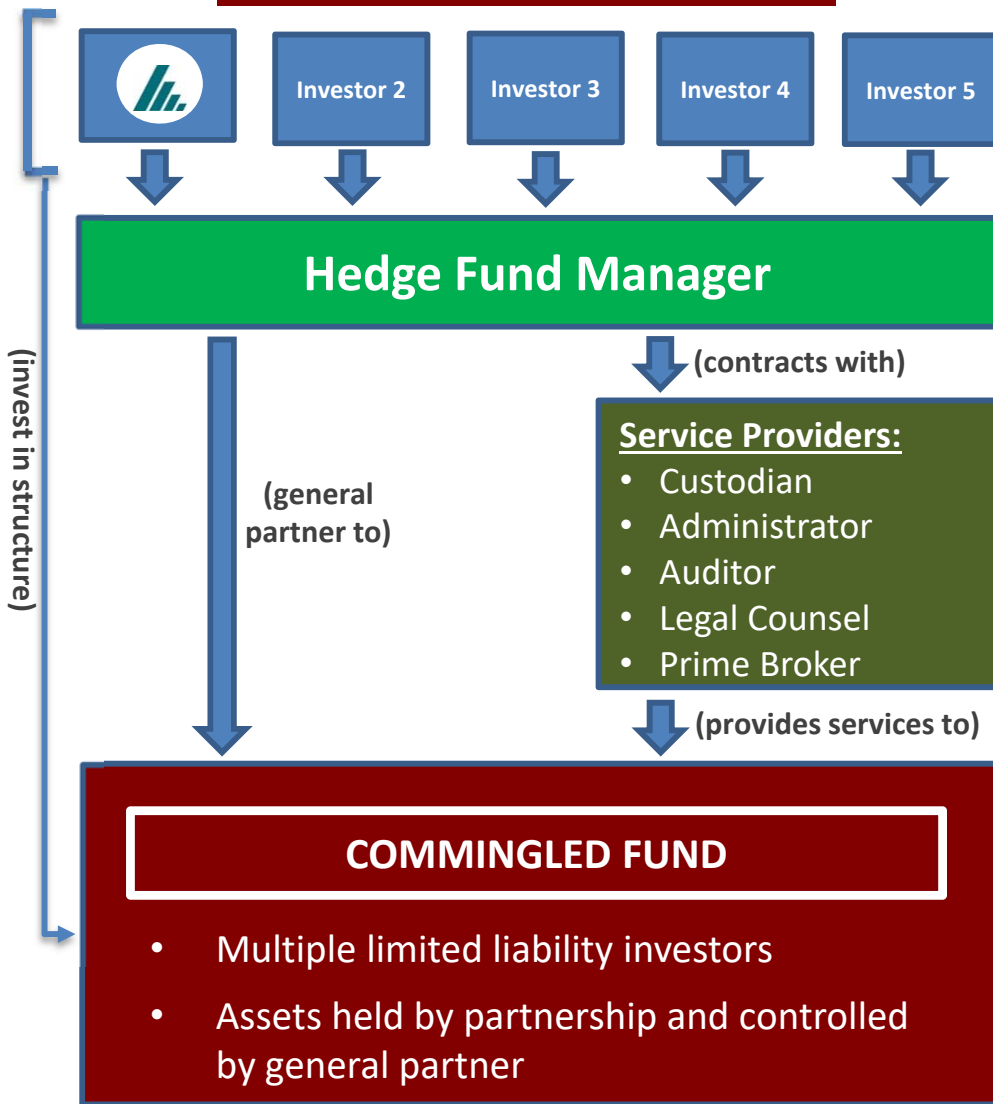 Investor 2
Investor 3
Investor 4
Investor 5
Hedge Fund Manager
(invest in structure)
(contracts with)
(general
partner to)
Service Providers:
• Custodian
• Administrator
• Auditor
• Legal Counsel
• Prime Broker
(provides services to)
COMMINGLED FUND
• Multiple limited liability investors
• Assets held by partnership and controlled
by general partner